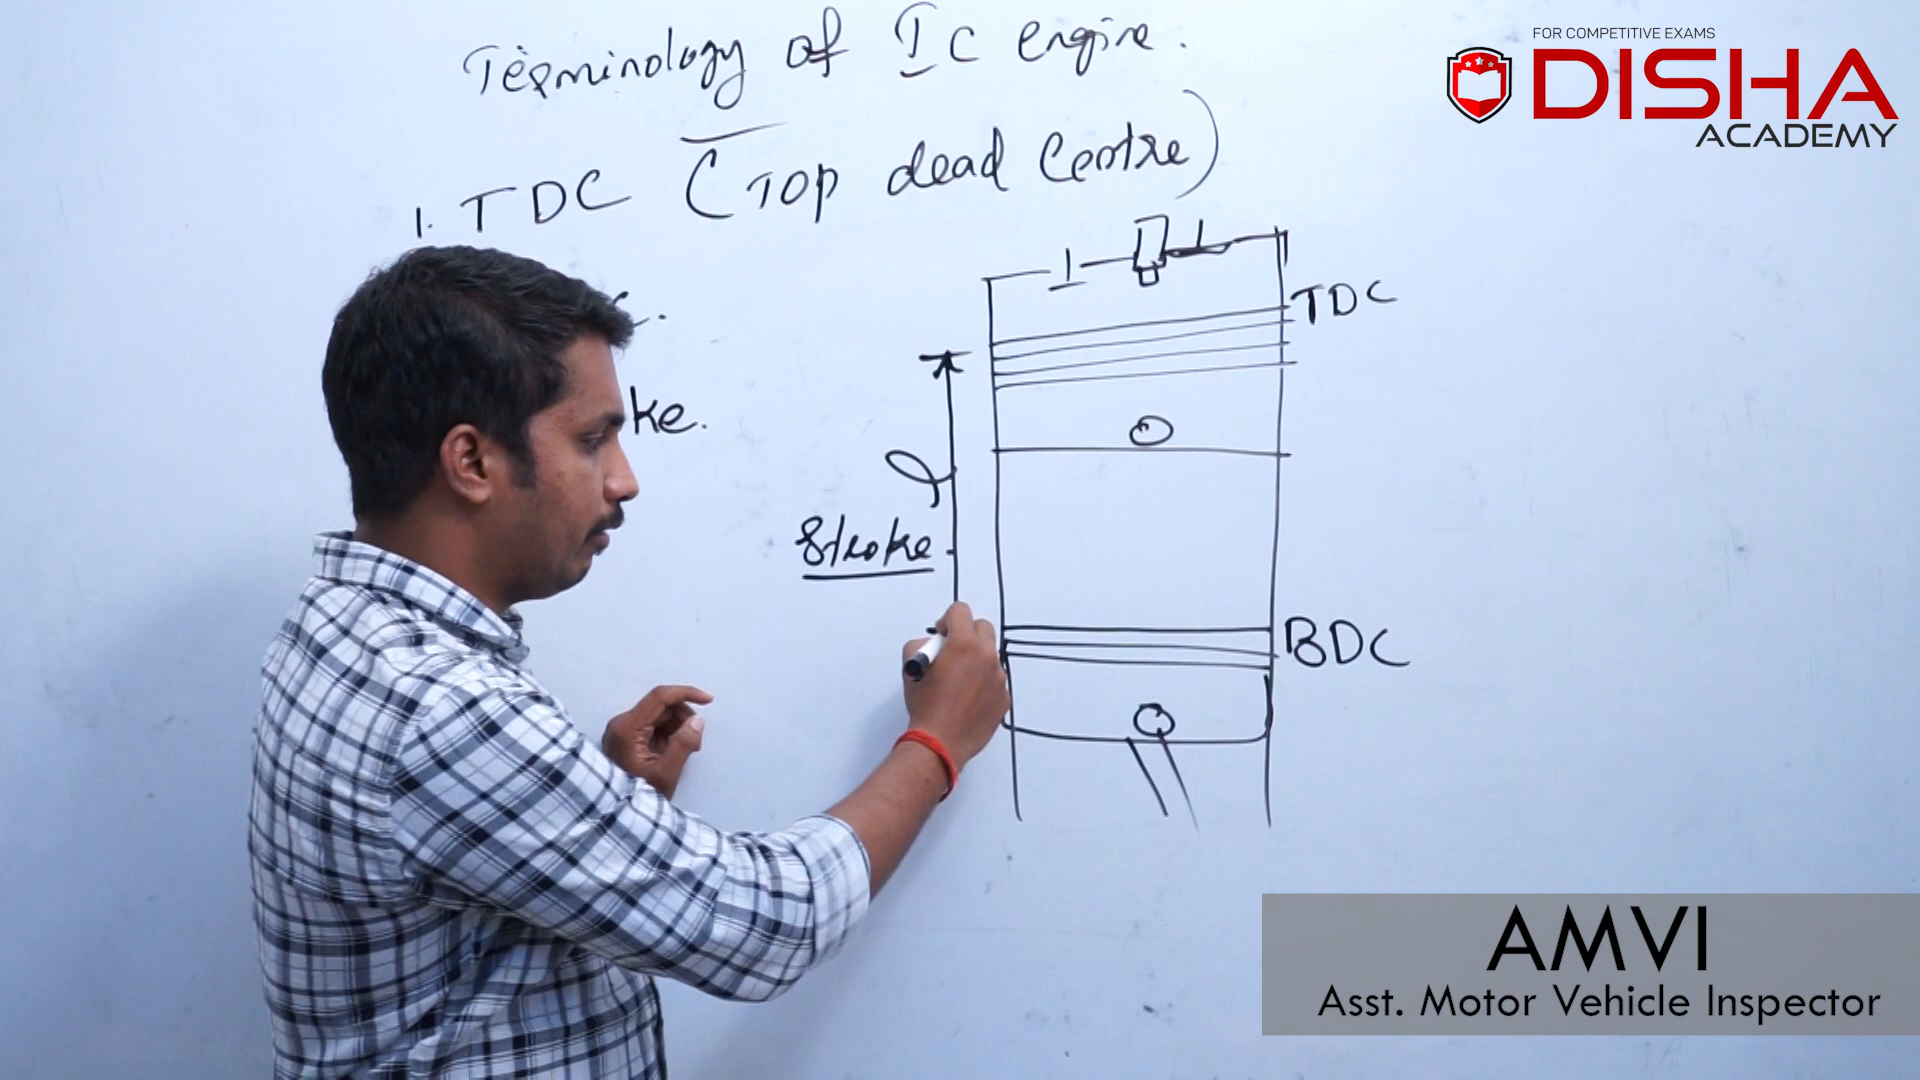 FOR COMPETITIVE EXAMS
DISHA
ACADEMY
Terminology of IC engine.
1. TDC (TOP dead Centre)
ke.
TDC
Stroke
BDC
AMVI
Asst. Motor Vehicle Inspector